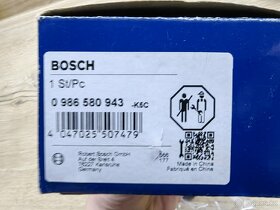 BOSCH
1 St/Pc
0 986 580 943 -K6C
4 047025 507479
Robert Bosch GmbH
Auf der Breit 4
76227 Karlsruhe
Germany
Made in China
Fabriqué en Chine